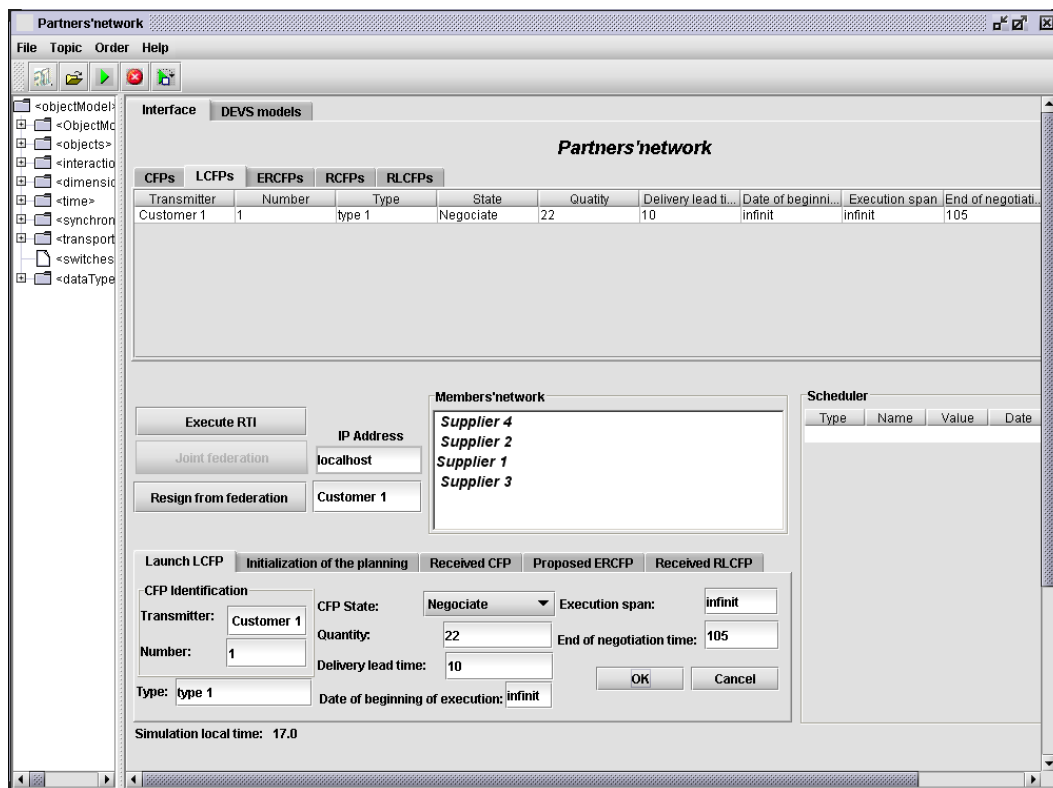 Partners'network
File Topic Order Help
<objectModel>
<ObjectMo
<objects>
<interactio
<dimensio
<time>
<synchron
<transport
<switches
<dataType
Interface DEVS models
Partners'network
CFPs LCFPs ERCFPs RCFPs RLCFPs
Transmitter Number Type State Quatity Delivery lead ti... Date of beginni... Execution span End of negotiati...
Customer 1 1 type 1 Negociate 22 10 infinit infinit 105
Execute RTI
Joint federation
Resign from federation
IP Address
localhost
Customer 1
Members'network
Supplier 4
Supplier 2
Supplier 1
Supplier 3
Scheduler
Type Name Value Date
Launch LCFP Initialization of the planning Received CFP Proposed ERCFP Received RLCFP
CFP Identification
Transmitter: Customer 1
Number: 1
Type: type 1
CFP State: Negociate
Quantity: 22
Delivery lead time: 10
Date of beginning of execution: infinit
Execution span: infinit
End of negotiation time: 105
OK Cancel
Simulation local time: 17.0